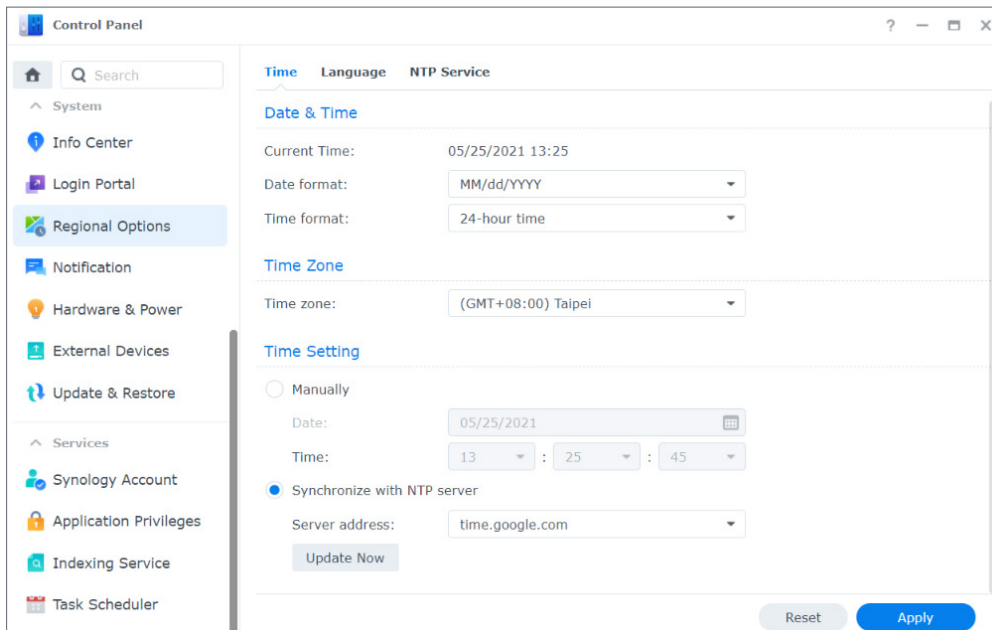 Control Panel
?
Search
System
Info Center
Login Portal
Regional Options
Notification
Hardware & Power
External Devices
Update & Restore
Services
Synology Account
Application Privileges
Indexing Service
Task Scheduler
Time Language NTP Service
Date & Time
Current Time: 05/25/2021 13:25
Date format: MM/dd/YYYY
Time format: 24-hour time
Time Zone
Time zone: (GMT+08:00) Taipei
Time Setting
Manually
Date: 05/25/2021
Time: 13 : 25 : 45
Synchronize with NTP server
Server address: time.google.com
Update Now
Reset Apply